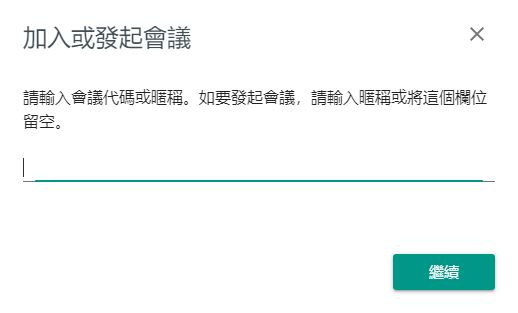 加入或發起會議
請輸入會議代碼或暱稱。如要發起會議，請輸入暱稱或將這個欄位
留空。
繼續